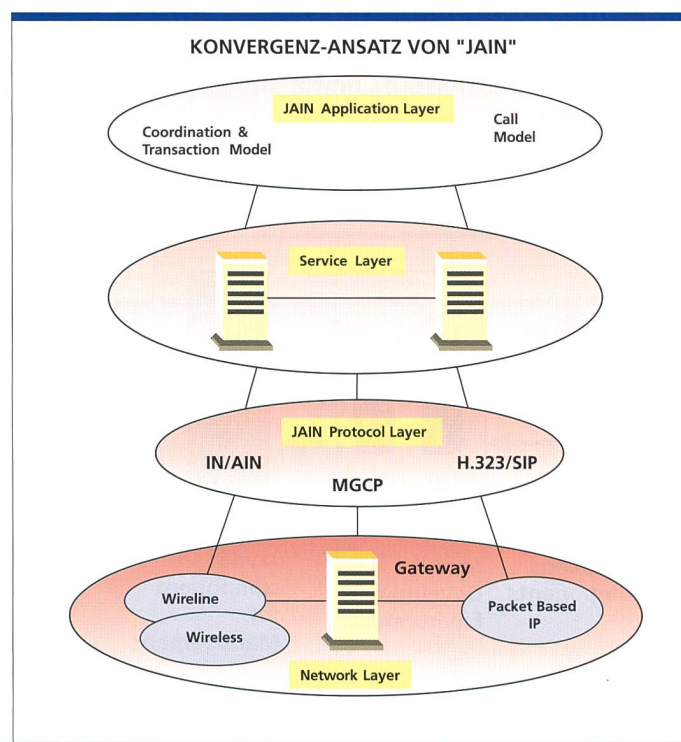 KONVERGENZ-ANSATZ VON "JAIN"
JAIN Application Layer
Coordination &
Transaction Model
Call
Model
Service Layer
JAIN Protocol Layer
IN/AIN
H.323/SIP
MGCP
Gateway
Wireline
Wireless
Packet Based
IP
Network Layer